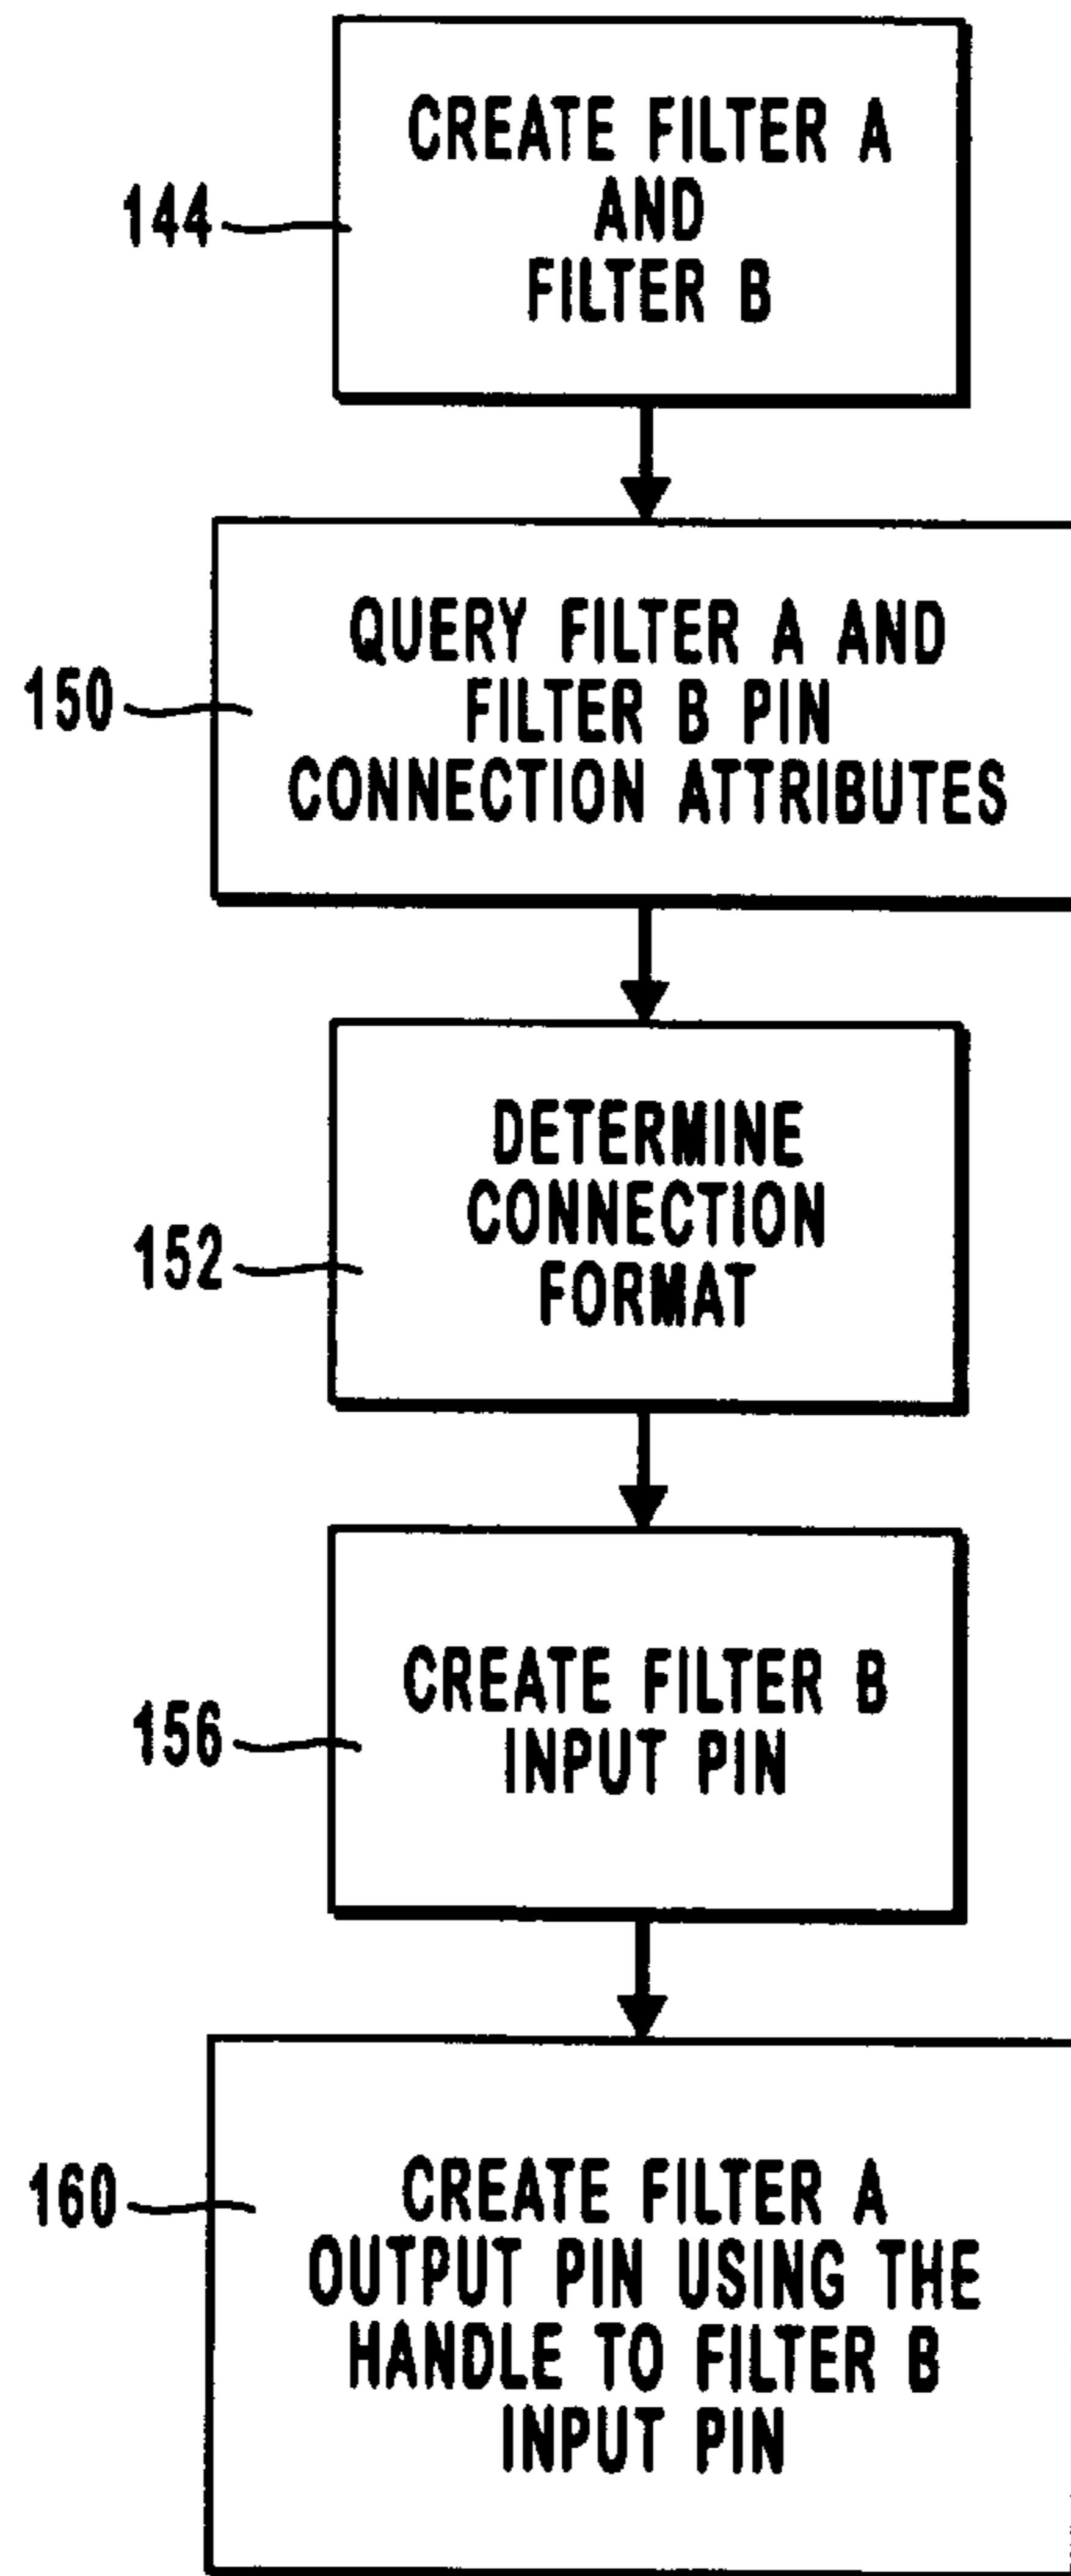 CREATE FILTER A
AND
FILTER B
144
QUERY FILTER A AND
FILTER B PIN
CONNECTION ATTRIBUTES
150
DETERMINE
CONNECTION
FORMAT
152
CREATE FILTER B
INPUT PIN
156
CREATE FILTER A
OUTPUT PIN USING THE
HANDLE TO FILTER B
INPUT PIN
160